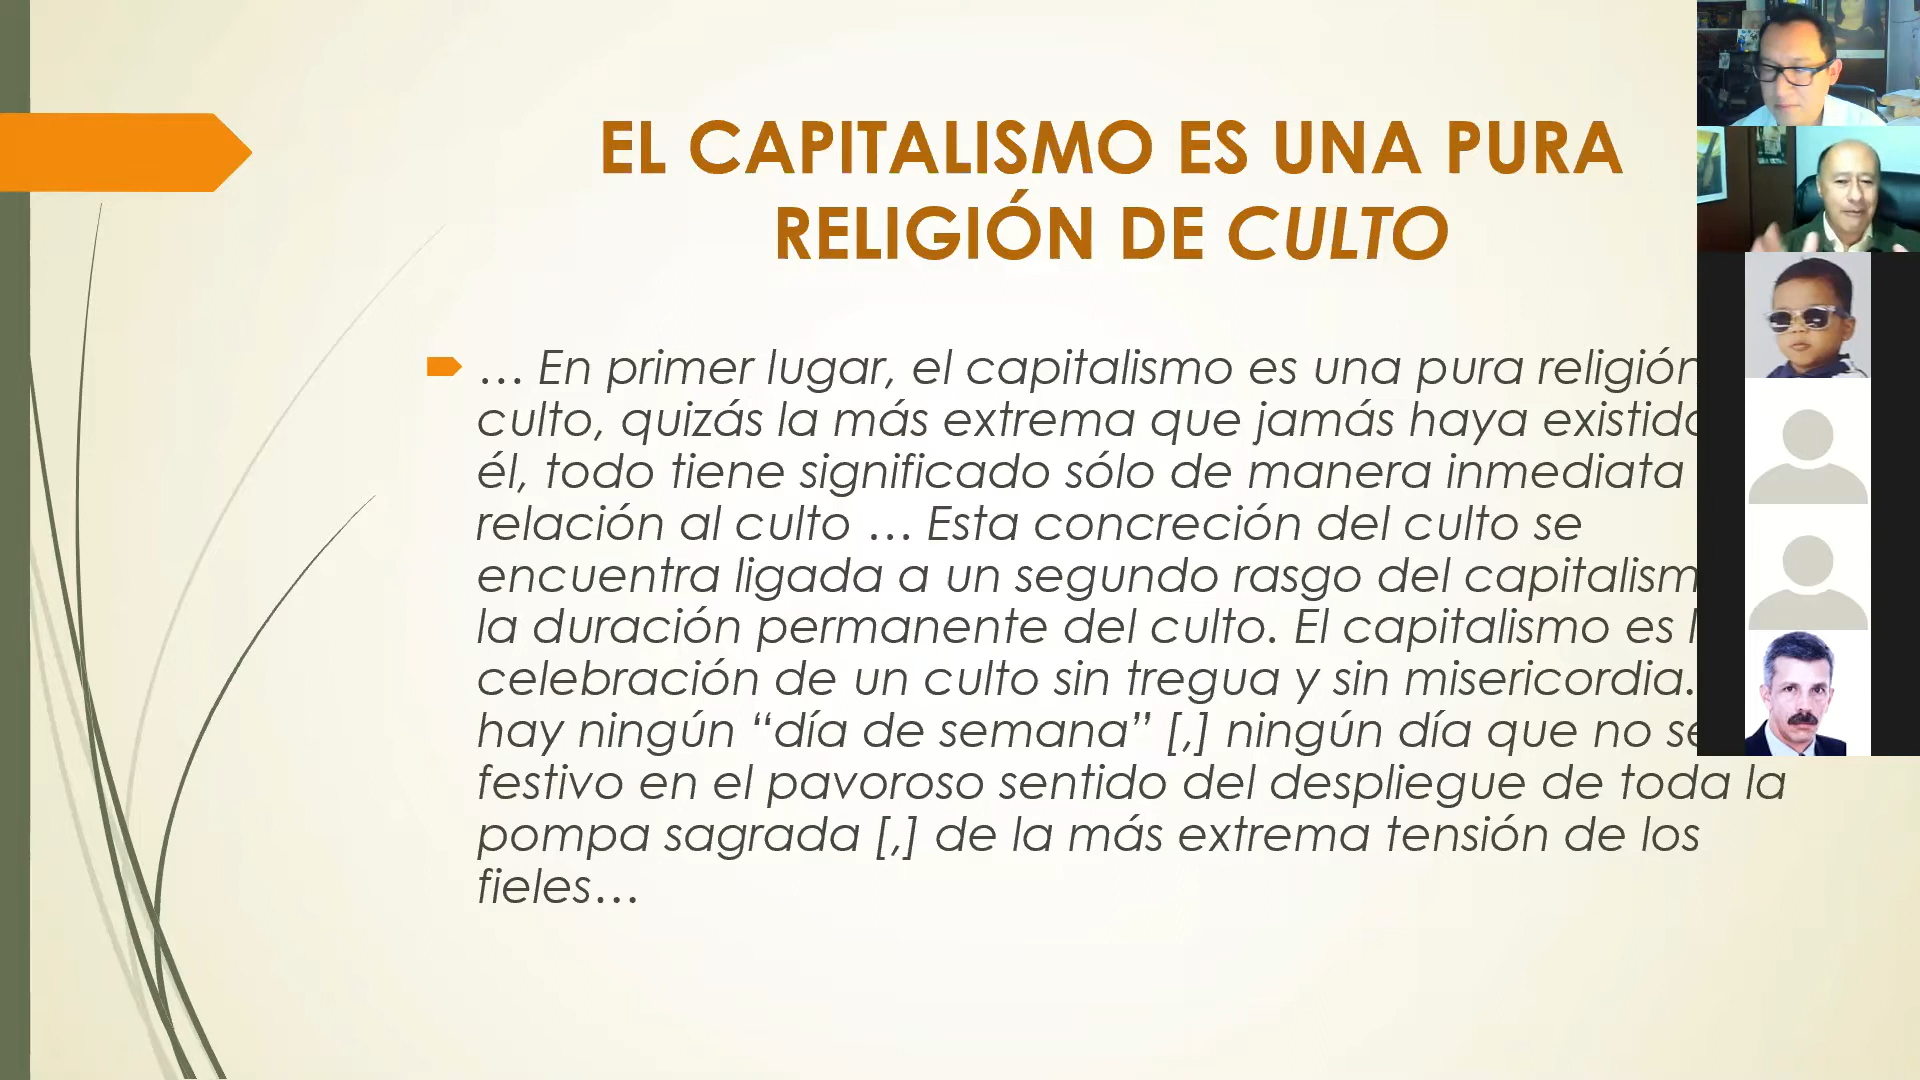 EL CAPITALISMO ES UNA PURA
RELIGIÓN DE CULTO
… En primer lugar, el capitalismo es una pura religión
culto, quizás la más extrema que jamás haya existido
él, todo tiene significado sólo de manera inmediata
relación al culto … Esta concreción del culto se
encuentra ligada a un segundo rasgo del capitalism
la duración permanente del culto. El capitalismo es
celebración de un culto sin tregua y sin misericordia.
hay ningún “día de semana” [,] ningún día que no se
festivo en el pavoroso sentido del despliegue de toda la
pompa sagrada [,] de la más extrema tensión de los
fieles…